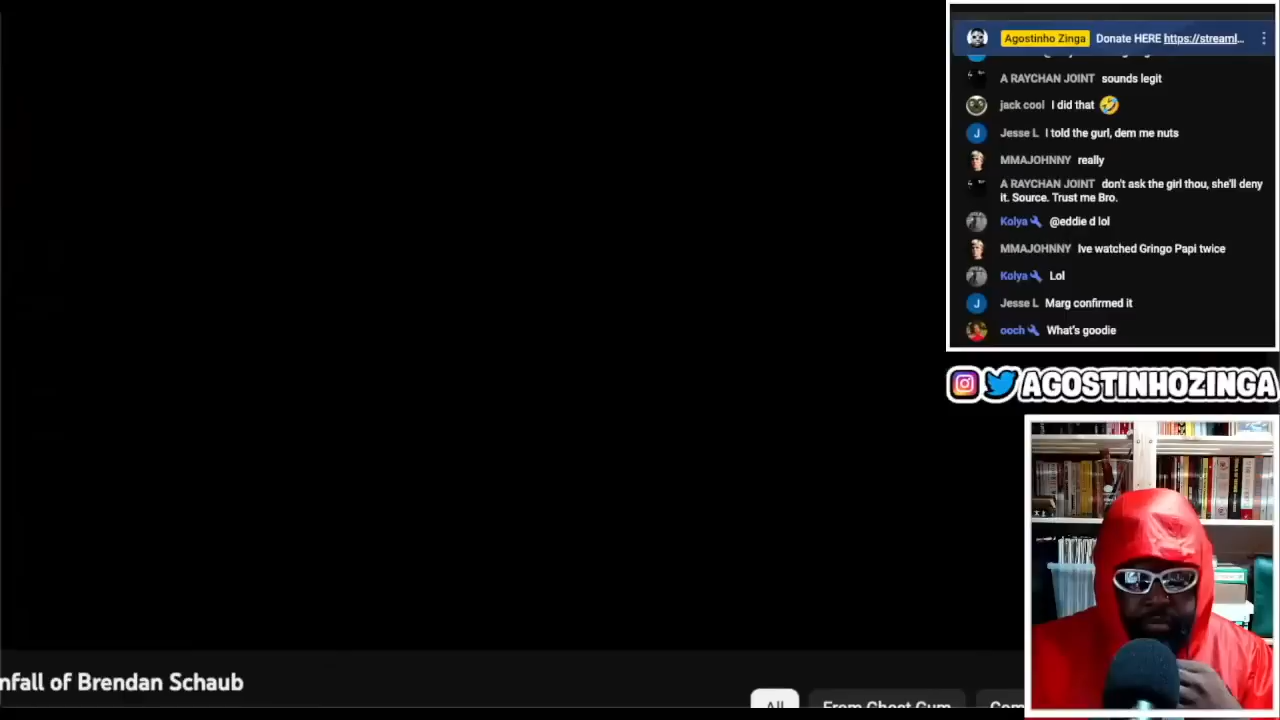 Agostinho Zinga Donate HERE https://streaml...
A RAYCHAN JOINT sounds legit
jack cool I did that 🤣
J Jesse L I told the gurl, dem me nuts
MMAJOHNNY really
A RAYCHAN JOINT don't ask the girl thou, she'll deny
it. Source. Trust me Bro.
Kolya @eddie d lol
MMAJOHNNY Ive watched Gringo Papi twice
Kolya Lol
J Jesse L Marg confirmed it
ooch What's goodie
AGOSTINHOZINGA
nfall of Brendan Schaub
All From Ghost Gum